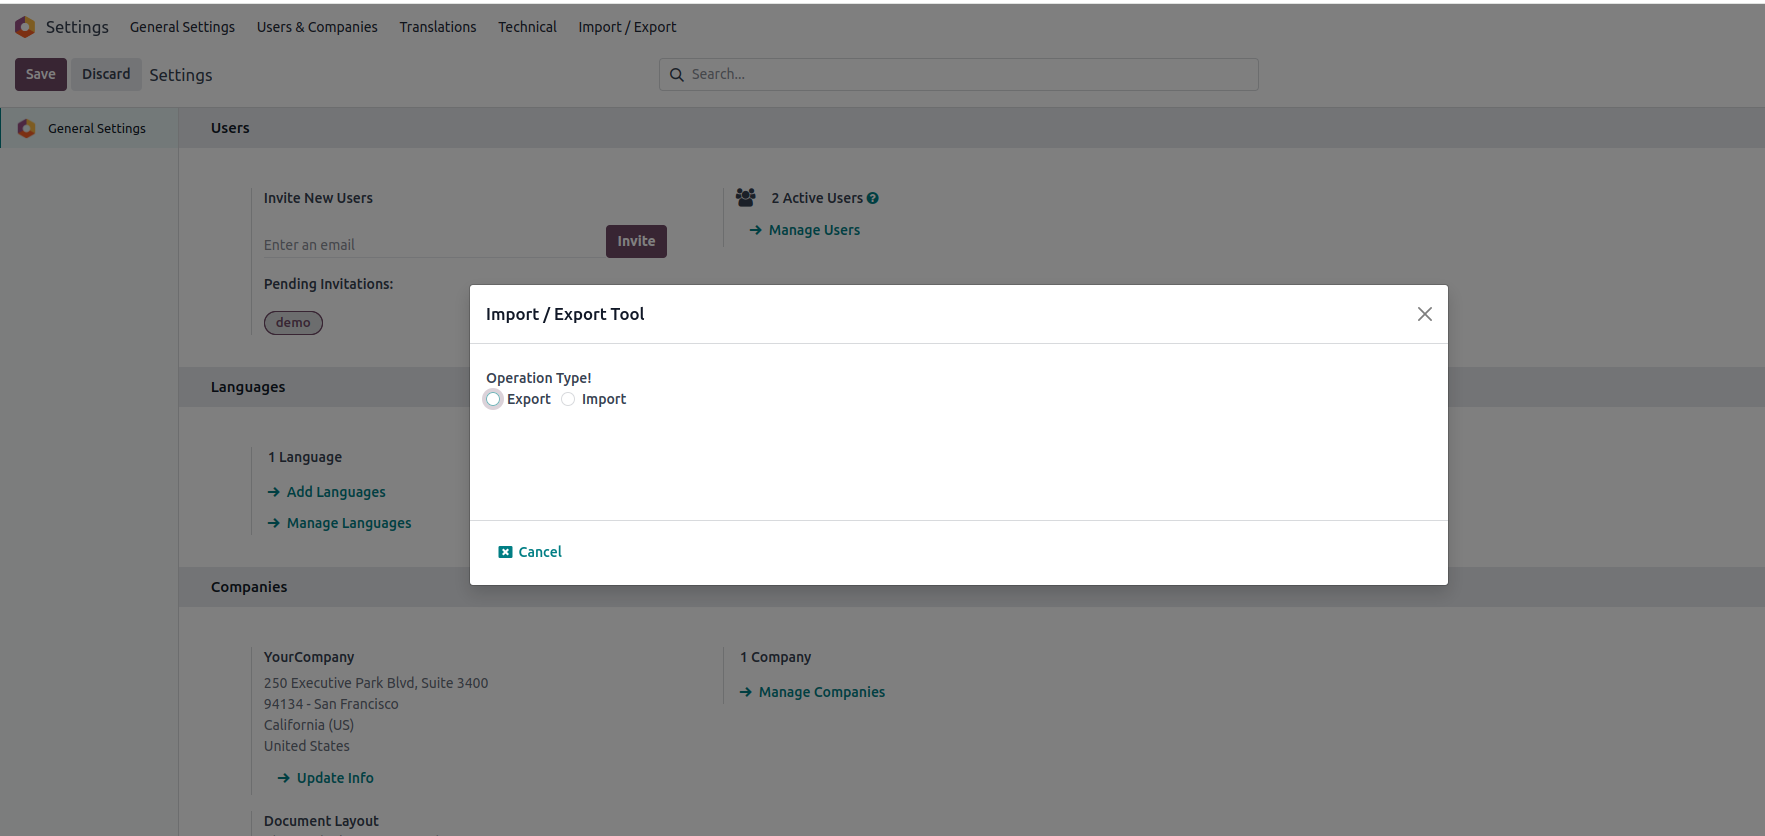 Settings General Settings Users & Companies Translations Technical Import / Export
Save Discard Settings Search...
General Settings
Users
Invite New Users
2 Active Users
Enter an email Invite
Manage Users
Pending Invitations:
demo
Import / Export Tool
Operation Type!
Export Import
Cancel
Languages
1 Language
Add Languages
Manage Languages
Companies
YourCompany
250 Executive Park Blvd, Suite 3400
94134 - San Francisco
California (US)
United States
Update Info
1 Company
Manage Companies
Document Layout